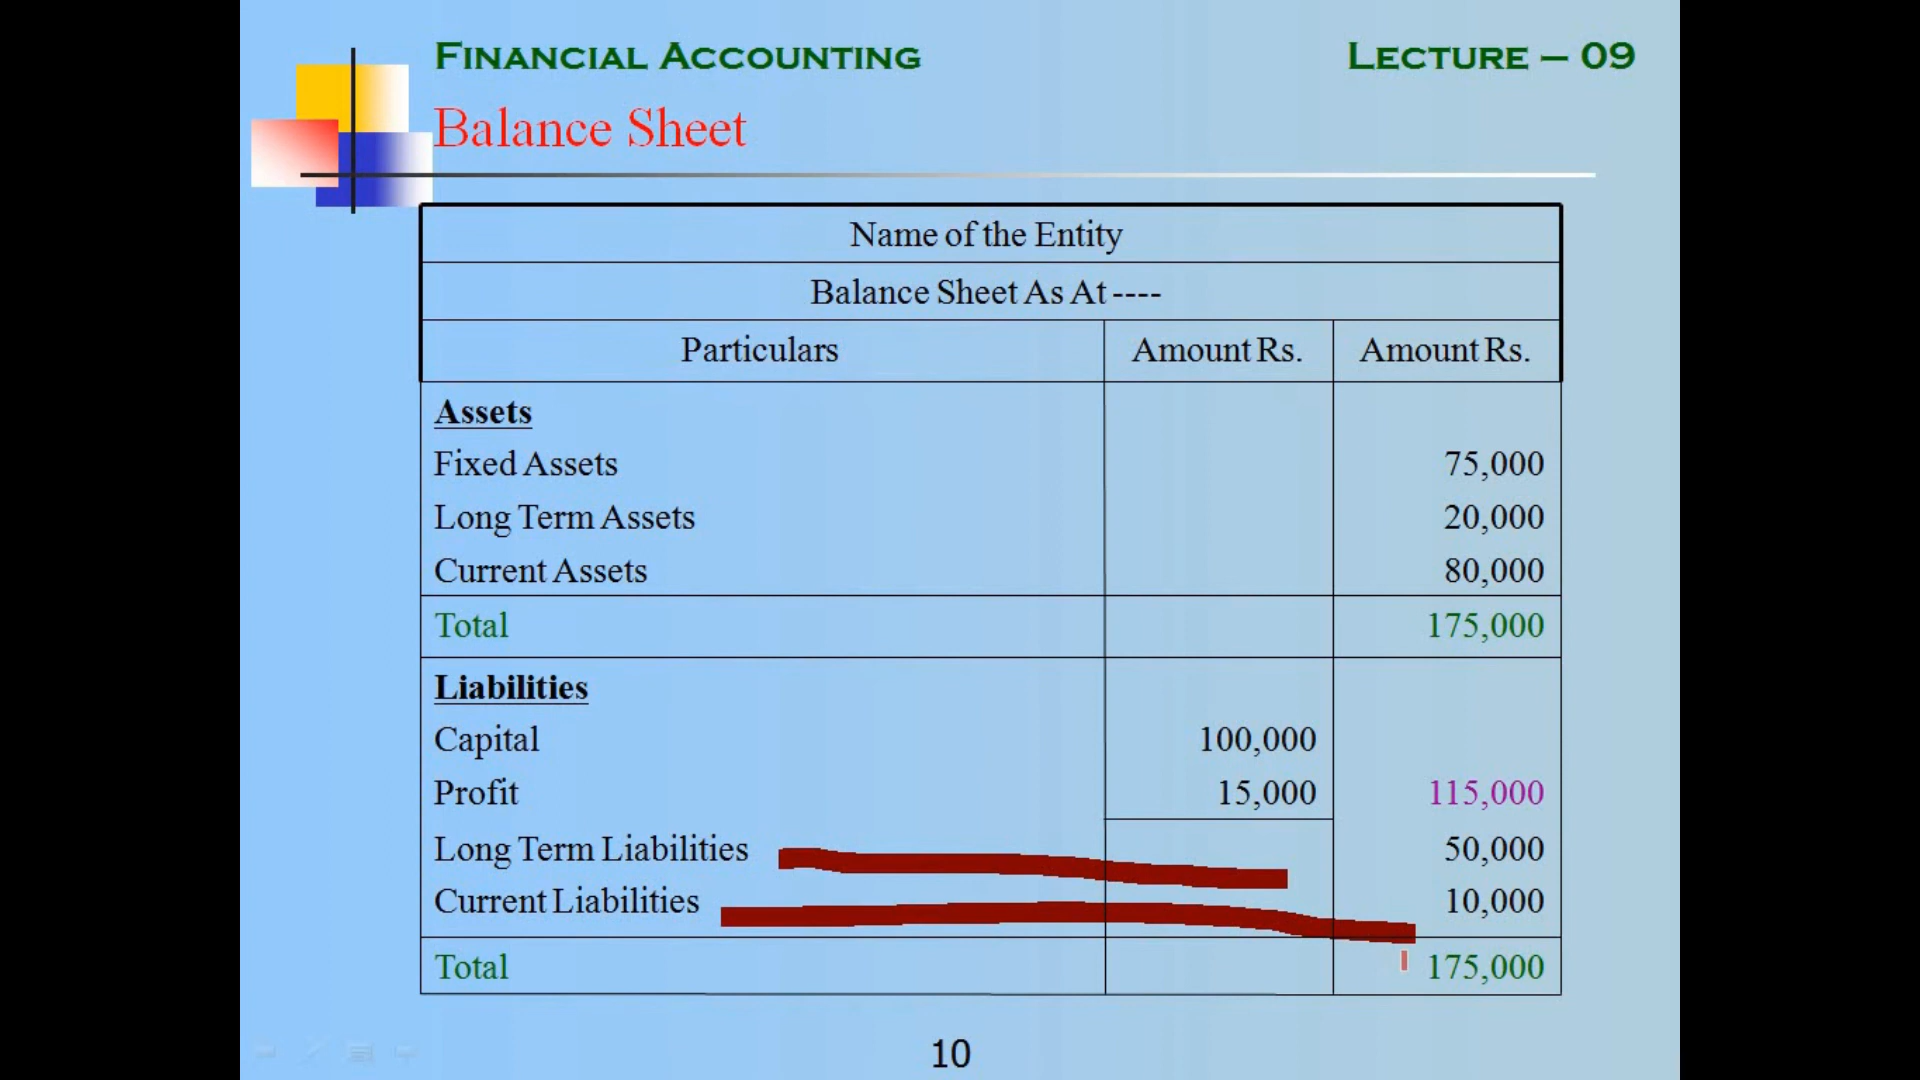 FINANCIAL ACCOUNTING LECTURE – 09
Balance Sheet
Name of the Entity
Balance Sheet As At ----
Particulars Amount Rs. Amount Rs.
Assets
Fixed Assets 75,000
Long Term Assets 20,000
Current Assets 80,000
Total 175,000
Liabilities
Capital 100,000
Profit 15,000 115,000
Long Term Liabilities 50,000
Current Liabilities 10,000
Total 175,000
10